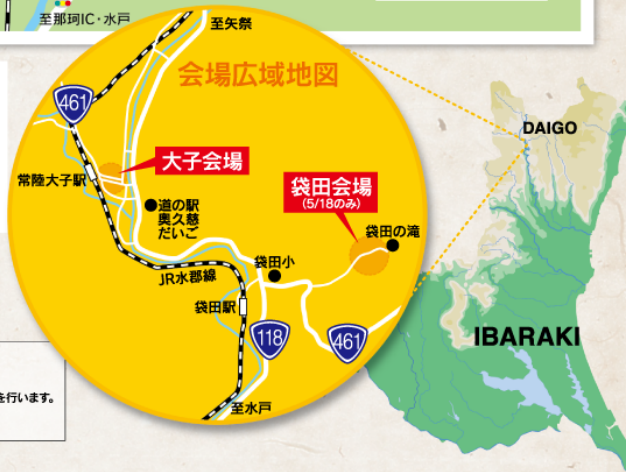 至那珂IC・水戸
至矢祭
会場広域地図
461
DAIGO
大子会場
常陸大子駅
袋田会場
(5/18のみ)
道の駅
奥久慈
だいご
袋田の滝
袋田小
JR水郡線
袋田駅
118
461
IBARAKI
を行います。
至水戸